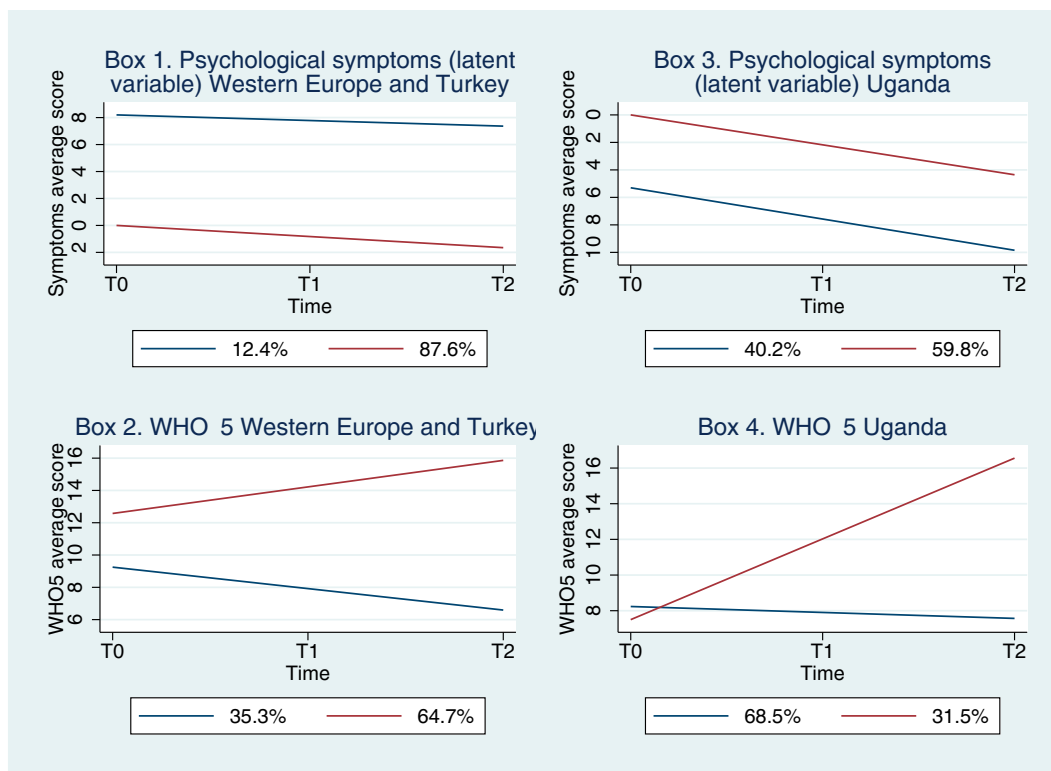 Box 1. Psychological symptoms (latent
variable) Western Europe and Turkey
Symptoms average score
8
6
4
2
0
2
T0 T1 T2
Time
12.4% 87.6%
Box 3. Psychological symptoms
(latent variable) Uganda
Symptoms average score
0
2
4
6
8
10
T0 T1 T2
Time
40.2% 59.8%
Box 2. WHO 5 Western Europe and Turkey
WHO5 average score
16
14
12
10
8
6
T0 T1 T2
Time
35.3% 64.7%
Box 4. WHO 5 Uganda
WHO5 average score
16
14
12
10
8
T0 T1 T2
Time
68.5% 31.5%